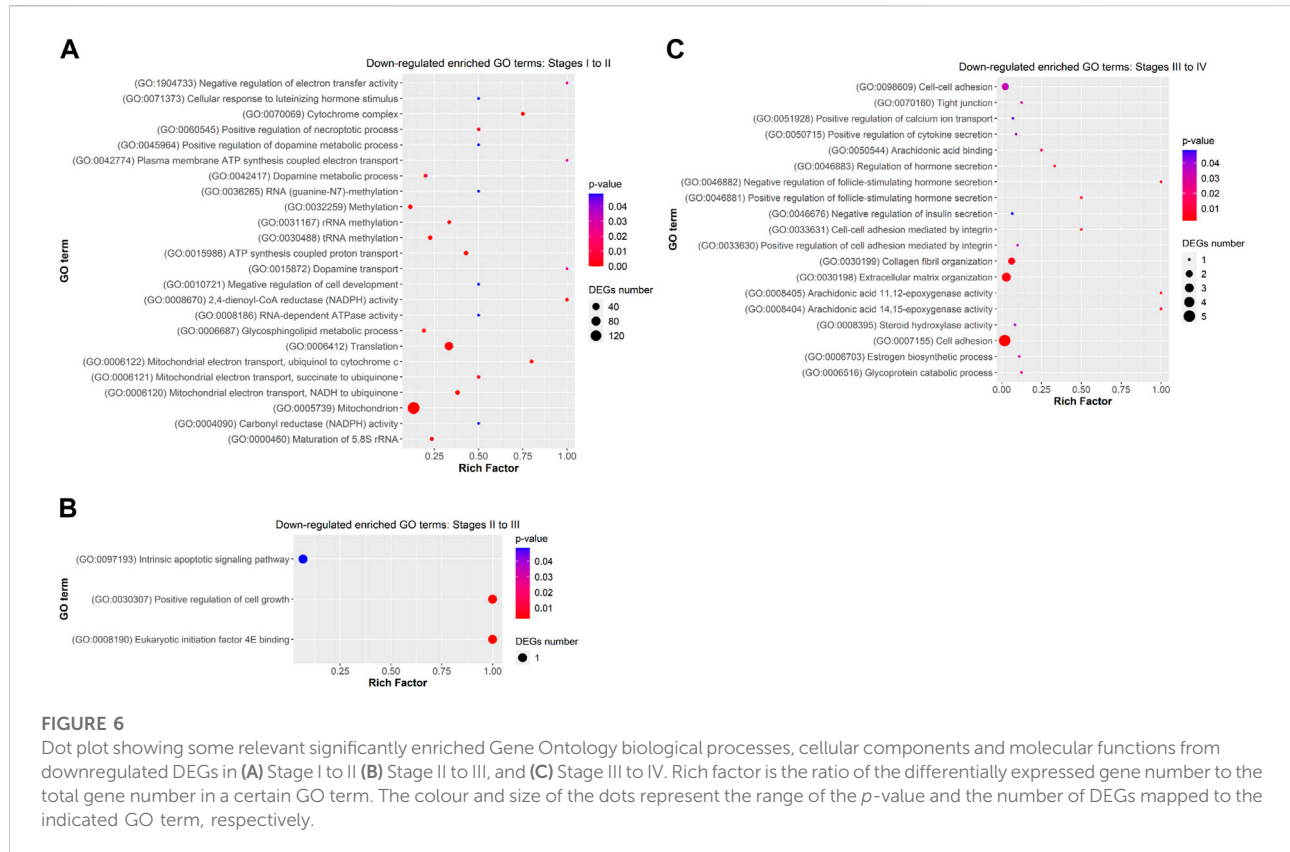 A
Down-regulated enriched GO terms: Stages I to II
GO term
(GO:1904733) Negative regulation of electron transfer activity
(GO:0071373) Cellular response to luteinizing hormone stimulus
(GO:0070069) Cytochrome complex
(GO:0060545) Positive regulation of necroptotic process
(GO:0045964) Positive regulation of dopamine metabolic process
(GO:0042774) Plasma membrane ATP synthesis coupled electron transport
(GO:0042417) Dopamine metabolic process
(GO:0036265) RNA (guanine-N7)-methylation
(GO:0032259) Methylation
(GO:0031167) rRNA methylation
(GO:0030488) tRNA methylation
(GO:0015986) ATP synthesis coupled proton transport
(GO:0015872) Dopamine transport
(GO:0010721) Megative regulation of cell development
(GO:0008670) 2,4-dienoyl-CoA reductase (NADPH) activity
(GO:0008186) RNA-dependent ATPase activity
(GO:0006687) Glycosphingolipid metabolic process
(GO:0006412) Translation
(GO:0006122) Mitochondrial electron transport, ubiquinol to cytochrome c
(GO:0006121) Mitochondrial electron transport, succinate to ubiquinone
(GO:0006120) Mitochondrial electron transport, NADH to ubiquinone
(GO:0005739) Mitochondrion
(GO:0004090) Carbonyl reductase (NADPH) activity
(GO:0000460) Maturation of 5.8S rRNA
0.25 0.50 0.75 1.00
Rich Factor
p-value
0.04
0.03
0.02
0.01
0.00
DEGs number
40
80
120
C
Down-regulated enriched GO terms: Stages III to IV
GO term
(GO:0098609) Cell-cell adhesion
(GO:0070160) Tight junction
(GO:0051928) Positive regulation of calcium ion transport
(GO:0050715) Positive regulation of cytokine secretion
(GO:0050544) Arachidonic acid binding
(GO:0046883) Regulation of hormone secretion
(GO:0046882) Negative regulation of follicle-stimulating hormone secretion
(GO:0046881) Positive regulation of follicle-stimulating hormone secretion
(GO:0046676) Negative regulation of insulin secretion
(GO:0033631) Cell-cell adhesion mediated by integrin
(GO:0033630) Positive regulation of cell adhesion mediated by integrin
(GO:0030199) Collagen fibril organization
(GO:0030198) Extracellular matrix organization
(GO:0008405) Arachidonic acid 11,12-epoxygenase activity
(GO:0008404) Arachidonic acid 14,15-epoxygenase activity
(GO:0008395) Steroid hydroxylase activity
(GO:0007155) Cell adhesion
(GO:0006703) Estrogen biosynthetic process
(GO:0006516) Glycoprotein catabolic process
0.00 0.25 0.50 0.75 1.00
Rich Factor
p-value
0.04
0.03
0.02
0.01
DEGs number
1
2
3
4
5
B
Down-regulated enriched GO terms: Stages II to III
GO term
(GO:0097193) Intrinsic apoptotic signaling pathway
(GO:0030307) Positive regulation of cell growth
(GO:0008190) Eukaryotic initiation factor 4E binding
0.25 0.50 0.75 1.00
Rich Factor
p-value
0.04
0.03
0.02
0.01
DEGs number
1
FIGURE 6
Dot plot showing some relevant significantly enriched Gene Ontology biological processes, cellular components and molecular functions from
downregulated DEGs in (A) Stage I to II (B) Stage II to III, and (C) Stage III to IV. Rich factor is the ratio of the differentially expressed gene number to the
total gene number in a certain GO term. The colour and size of the dots represent the range of the p-value and the number of DEGs mapped to the
indicated GO term, respectively.